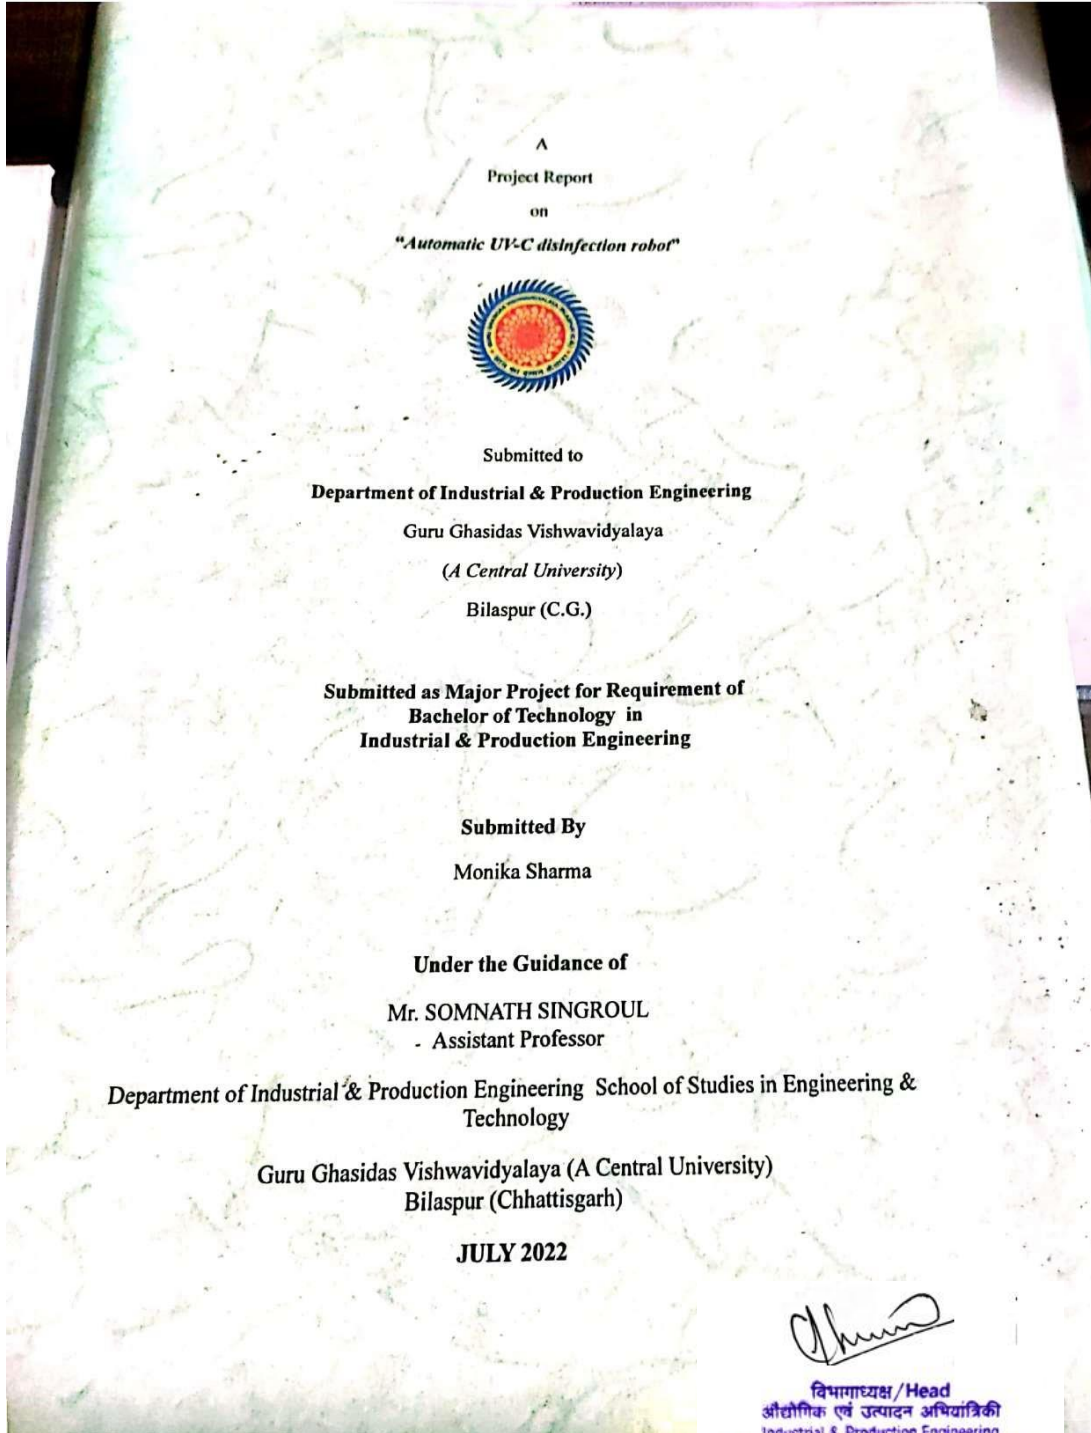 A
Project Report
on
"Automatic UV-C disinfection robot"
Submitted to
Department of Industrial & Production Engineering
Guru Ghasidas Vishwavidyalaya
(A Central University)
Bilaspur (C.G.)
Submitted as Major Project for Requirement of
Bachelor of Technology in
Industrial & Production Engineering
Submitted By
Monika Sharma
Under the Guidance of
Mr. SOMNATH SINGROUL
- Assistant Professor
Department of Industrial & Production Engineering School of Studies in Engineering &
Technology
Guru Ghasidas Vishwavidyalaya (A Central University)
Bilaspur (Chhattisgarh)
JULY 2022
विभागाध्यक्ष/Head
औद्योगिक एवं उत्पादन अभियांत्रिकी
Industrial & Production Engineering